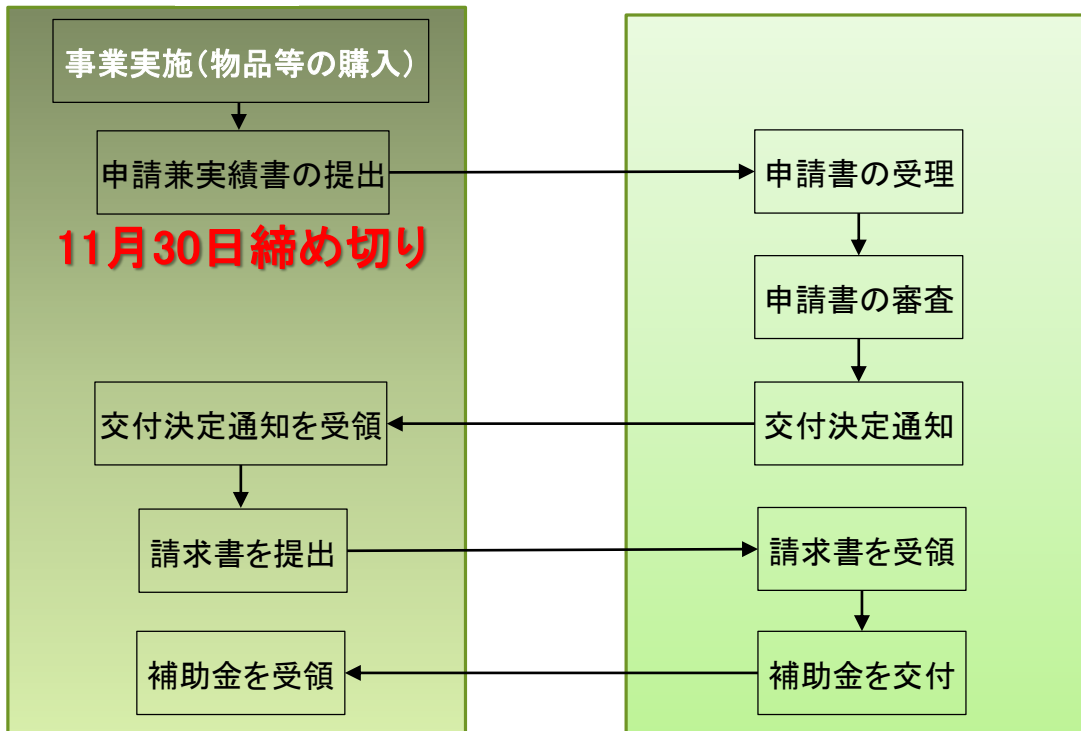 事業実施(物品等の購入)
申請兼実績書の提出
申請書の受理
11月30日締め切り
申請書の審査
交付決定通知を受領
交付決定通知
請求書を提出
請求書を受領
補助金を受領
補助金を交付